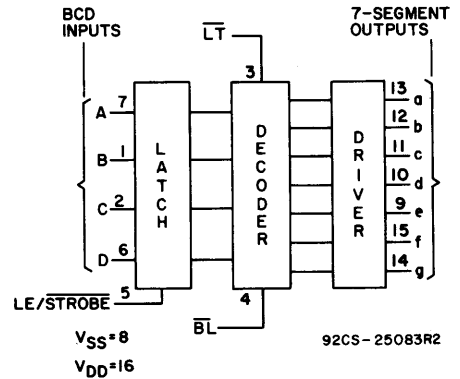 BCD
INPUTS
7-SEGMENT
OUTPUTS
LT
3
A 7
B 1
C 2
D 6
LE/STROBE 5
LATCH
DECODER
DRIVER
13 a
12 b
11 c
10 d
9 e
15 f
14 g
4
BL
VSS=8
VDD=16
92CS-25083R2